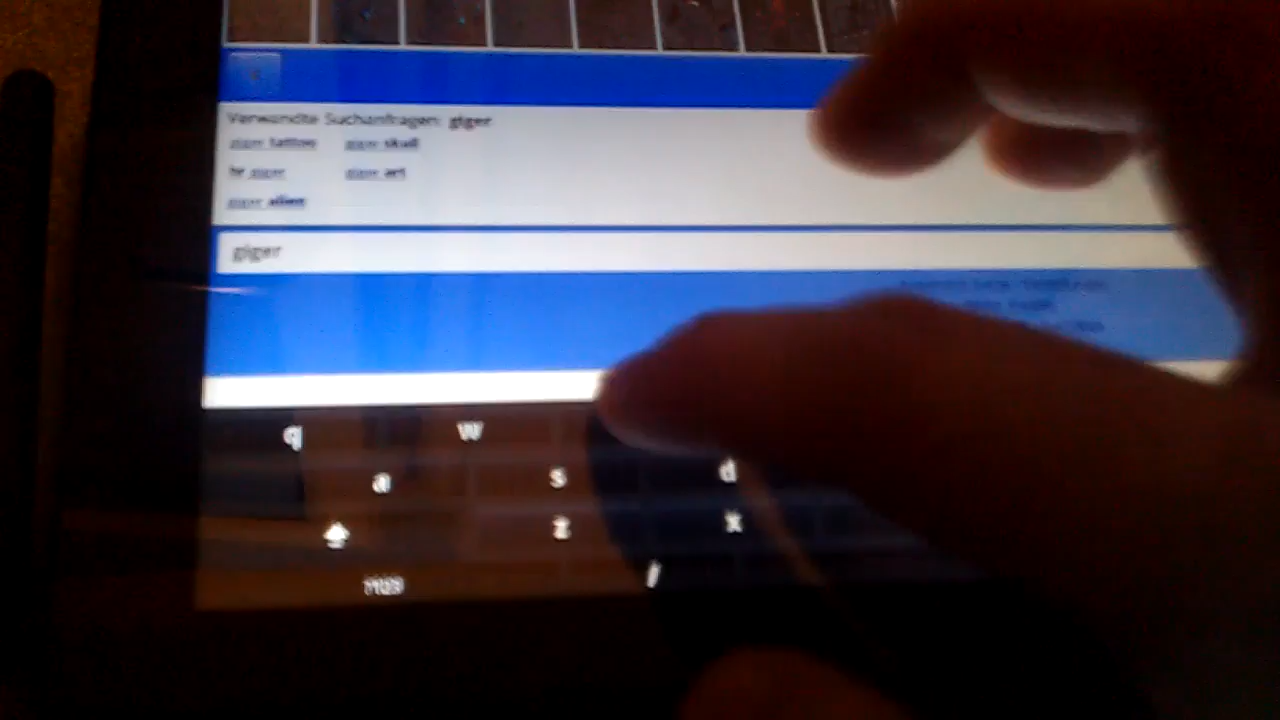 Verwandte Suchanfragen: giger
giger tattoo giger skull
hr giger giger art
giger alien
giger
q w
a s d
z x
?123 /